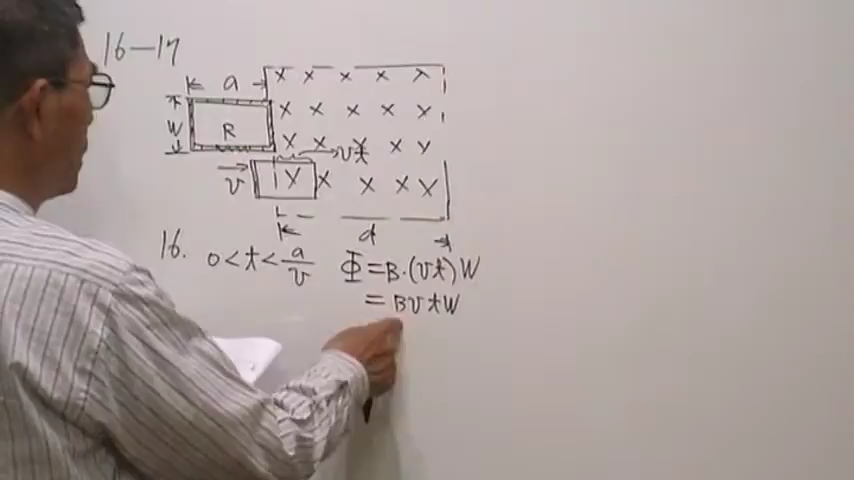 16—17
a
x x x x x
W
R
x x x x x
x x x x x
vt
v
x x x x x
d
16. 0 < t < a/v Φ = B·(vt)W
= BvtW